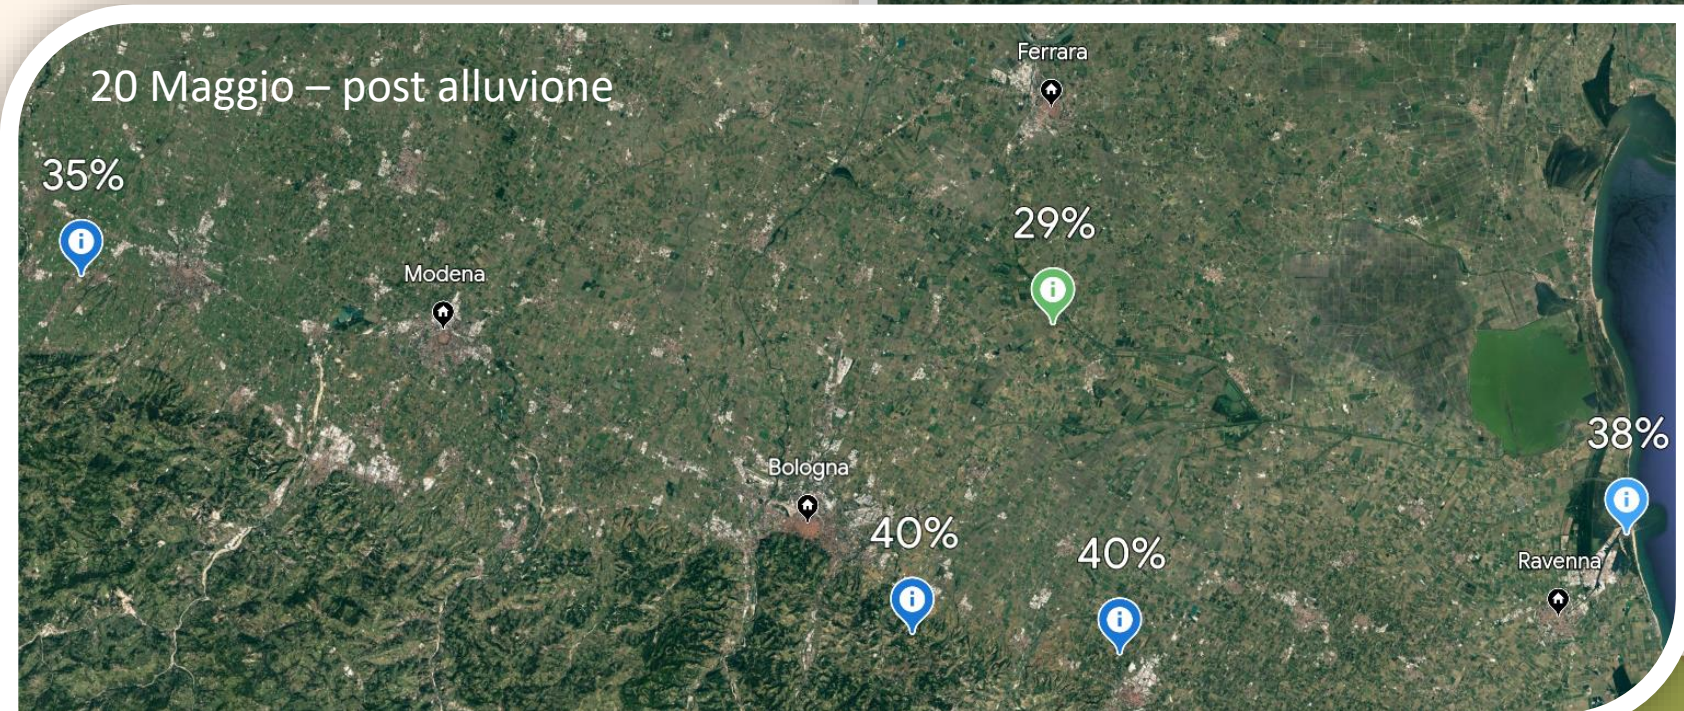 Ferrara
20 Maggio – post alluvione
35%
29%
Modena
38%
Bologna
40%
40%
Ravenna